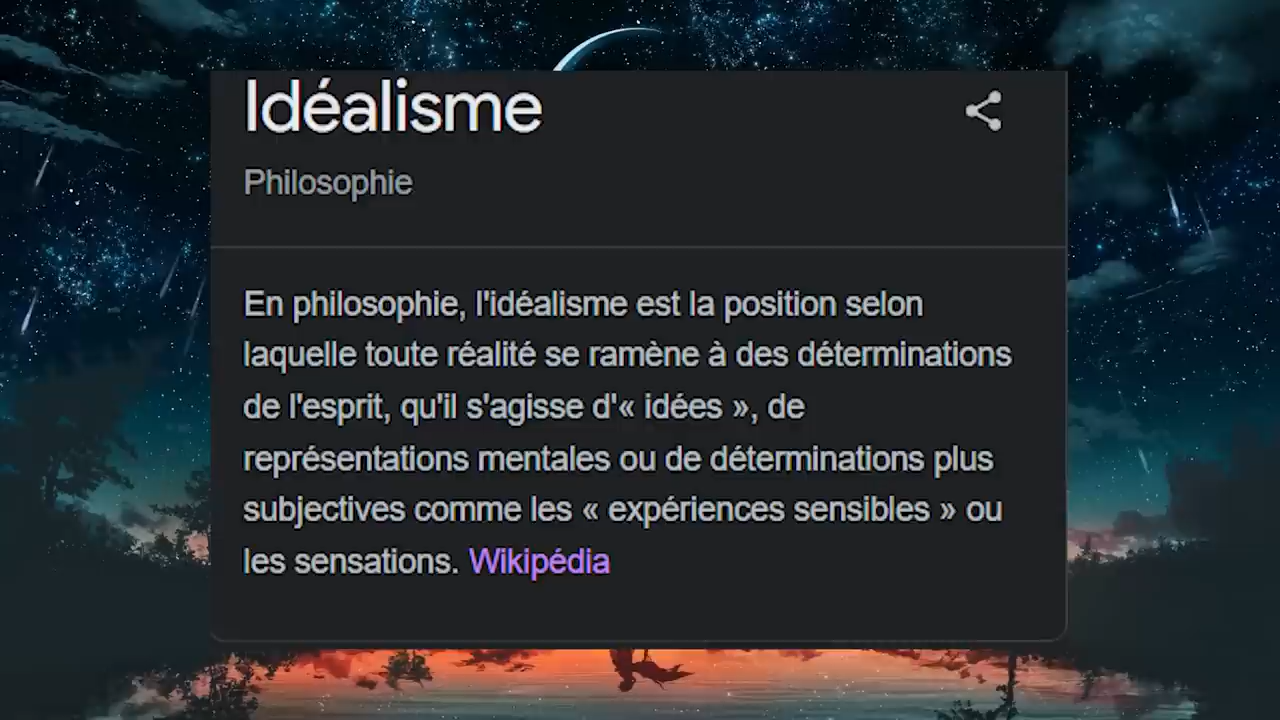 Idéalisme
Philosophie
En philosophie, l'idéalisme est la position selon
laquelle toute réalité se ramène à des déterminations
de l'esprit, qu'il s'agisse d'« idées », de
représentations mentales ou de déterminations plus
subjectives comme les « expériences sensibles » ou
les sensations. Wikipédia